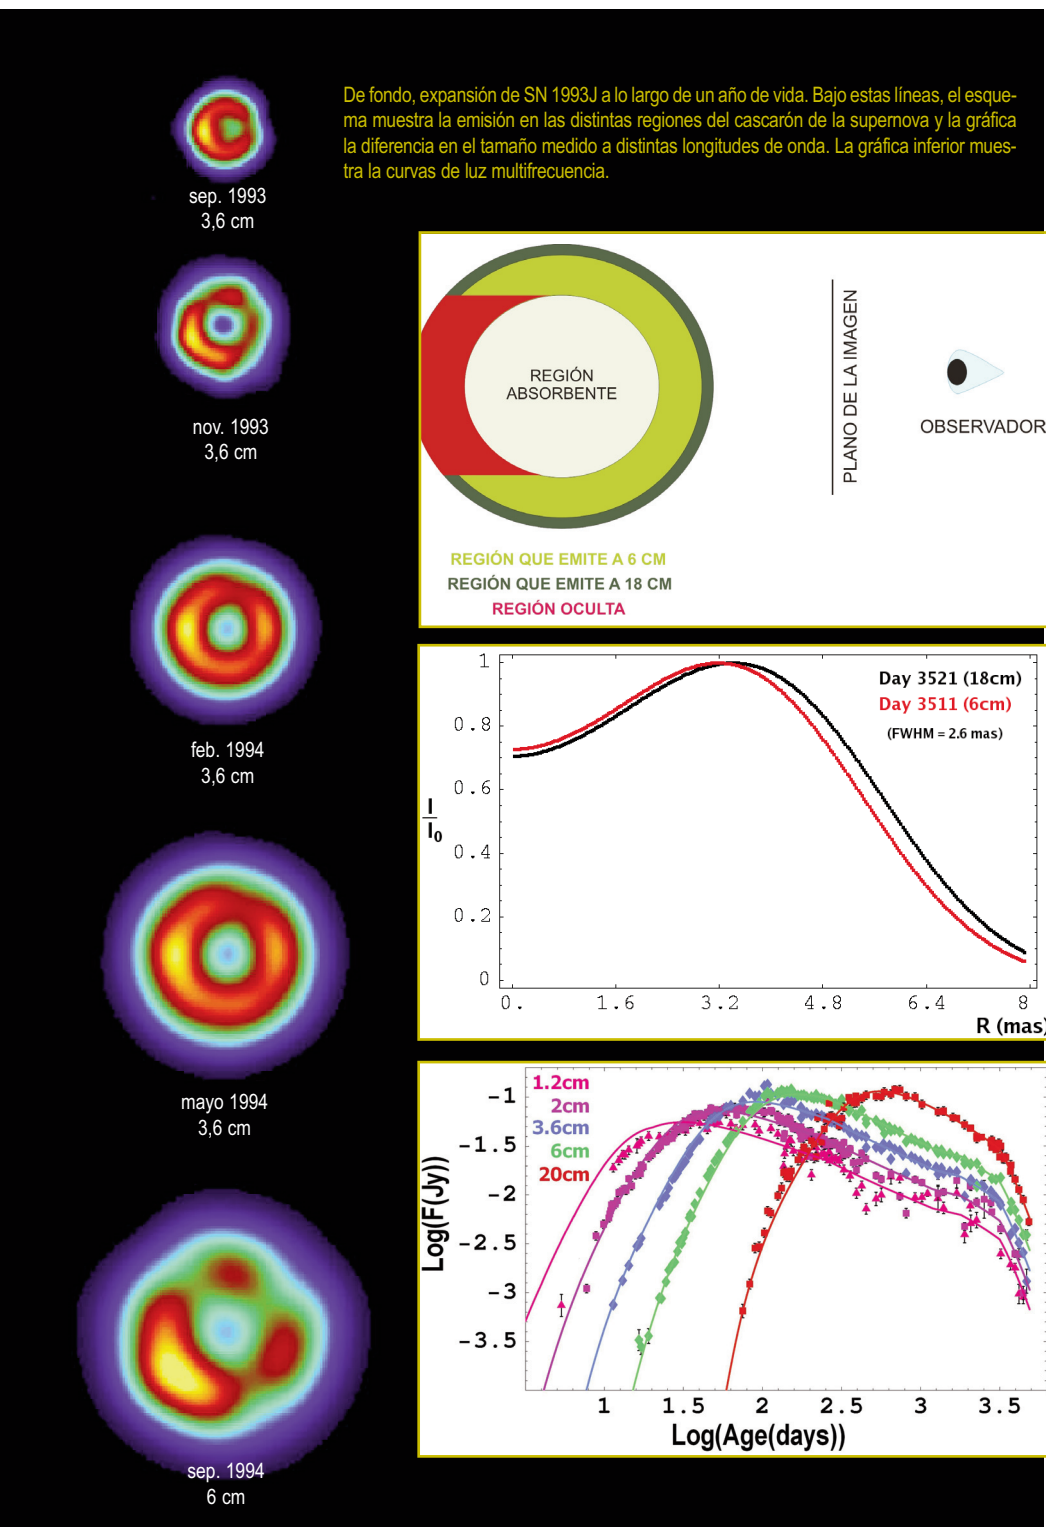 De fondo, expansión de SN 1993J a lo largo de un año de vida. Bajo estas líneas, el esque-
ma muestra la emisión en las distintas regiones del cascarón de la supernova y la gráfica
la diferencia en el tamaño medido a distintas longitudes de onda. La gráfica inferior mues-
tra la curvas de luz multifrecuencia.
sep. 1993
3,6 cm
nov. 1993
3,6 cm
feb. 1994
3,6 cm
mayo 1994
3,6 cm
sep. 1994
6 cm
REGIÓN
ABSORBENTE
PLANO DE LA IMAGEN
OBSERVADOR
REGIÓN QUE EMITE A 6 CM
REGIÓN QUE EMITE A 18 CM
REGIÓN OCULTA
Day 3521 (18cm)
Day 3511 (6cm)
(FWHM = 2.6 mas)
1
0.8
0.6
0.4
0.2
0
I
I0
0.
1.6
3.2
4.8
6.4
8
R (mas)
1.2cm
2cm
3.6cm
6cm
20cm
-1
-1.5
-2
-2.5
-3
-3.5
Log(F(Jy))
1
1.5
2
2.5
3
3.5
Log(Age(days))